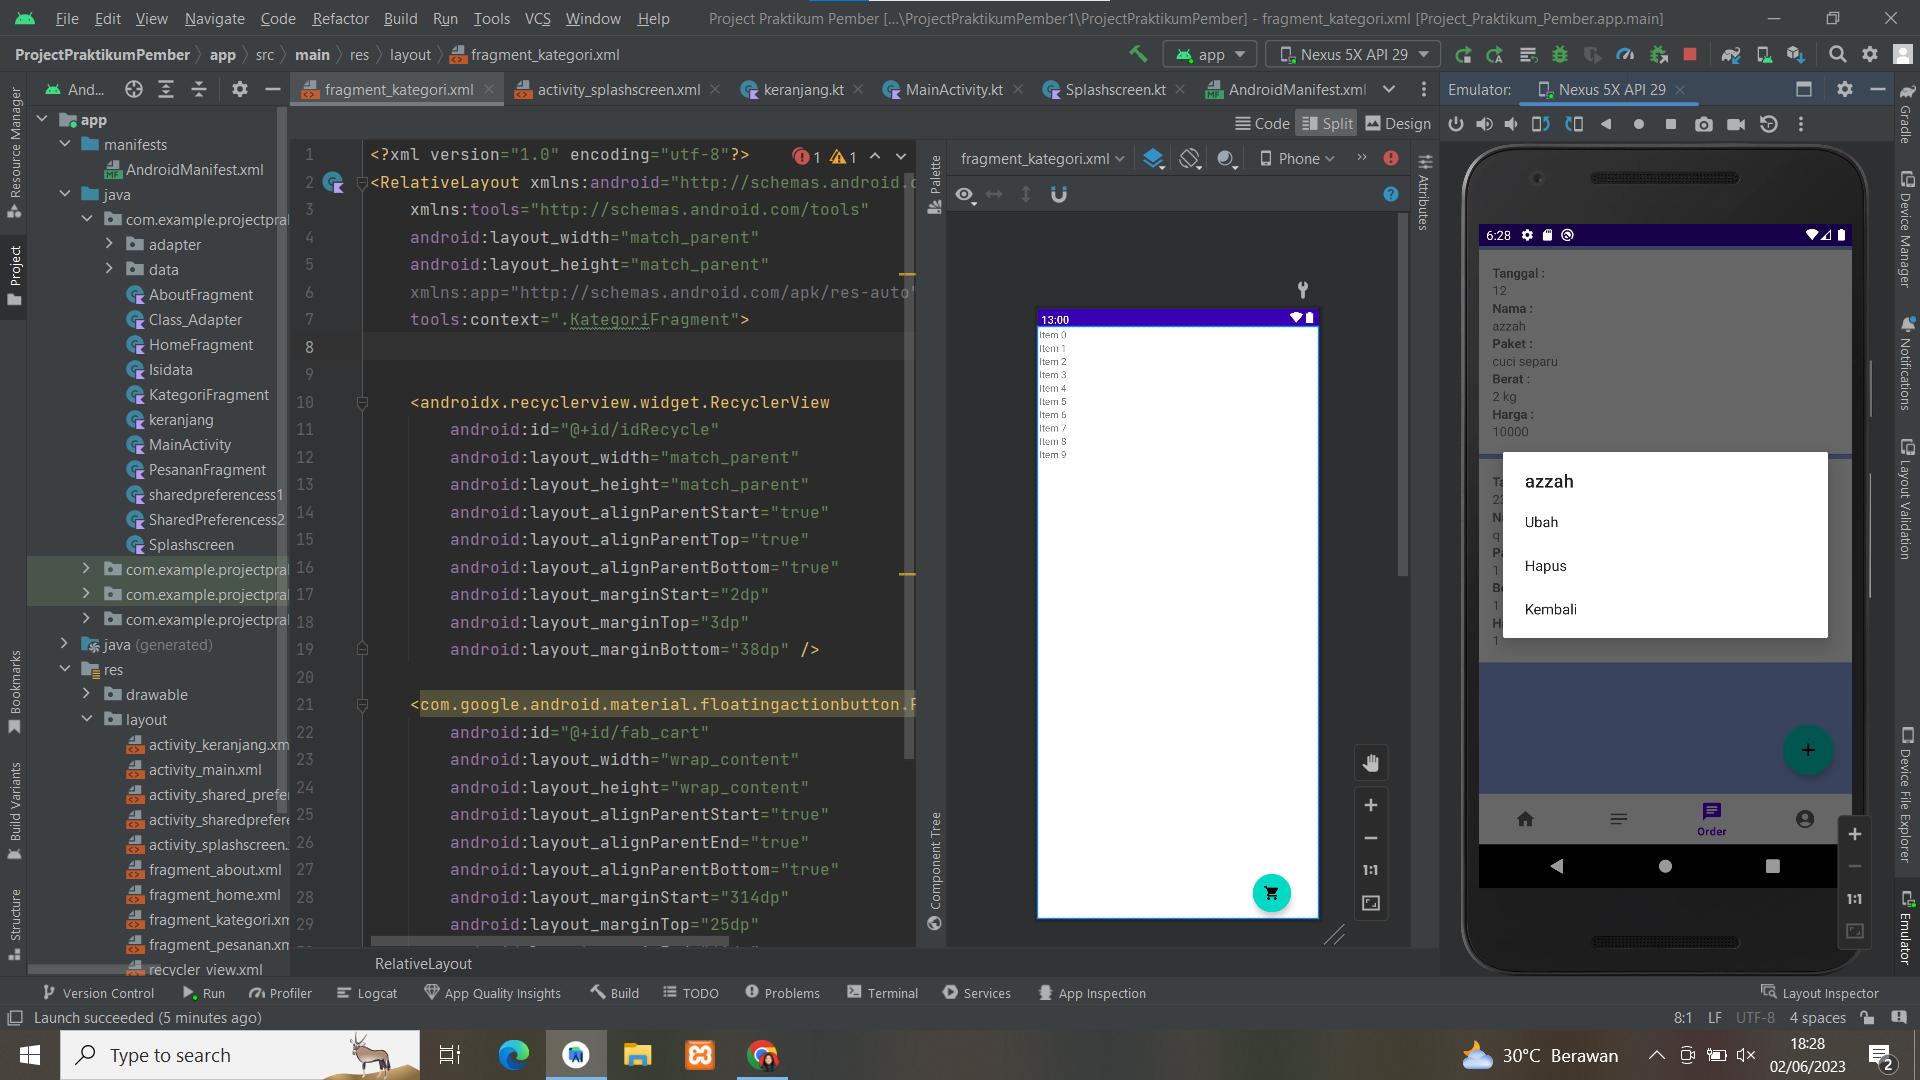 File Edit View Navigate Code Refactor Build Run Tools VCS Window Help Project Praktikum Pember [...\ProjectPraktikumPember1\ProjectPraktikumPember] - fragment_kategori.xml [Project_Praktikum_Pember.app.main]
ProjectPraktikumPember app src main res layout fragment_kategori.xml app Nexus 5X API 29
And... fragment_kategori.xml activity_splashscreen.xml keranjang.kt MainActivity.kt Splashscreen.kt AndroidManifest.xml Emulator: Nexus 5X API 29
Code Split Design
Resource Manager
Project
Bookmarks
Build Variants
Structure
app
manifests
AndroidManifest.xml
java
com.example.projectpra
adapter
data
AboutFragment
Class_Adapter
HomeFragment
Isidata
KategoriFragment
keranjang
MainActivity
PesananFragment
sharedpreferencess1
SharedPreferencess2
Splashscreen
com.example.projectpra
com.example.projectpra
com.example.projectpra
java (generated)
res
drawable
layout
activity_keranjang.xm
activity_main.xml
activity_shared_prefe
activity_sharedprefere
activity_splashscreen.
fragment_about.xml
fragment_home.xml
fragment_kategori.xm
fragment_pesanan.xm
recycler_view.xml
1 <?xml version="1.0" encoding="utf-8"?> 1 1
2 <RelativeLayout xmlns:android="http://schemas.android.c
3 xmlns:tools="http://schemas.android.com/tools"
4 android:layout_width="match_parent"
5 android:layout_height="match_parent"
6 xmlns:app="http://schemas.android.com/apk/res-auto"
7 tools:context=".KategoriFragment">
8
9
10 <androidx.recyclerview.widget.RecyclerView
11 android:id="@+id/idRecycle"
12 android:layout_width="match_parent"
13 android:layout_height="match_parent"
14 android:layout_alignParentStart="true"
15 android:layout_alignParentTop="true"
16 android:layout_alignParentBottom="true"
17 android:layout_marginStart="2dp"
18 android:layout_marginTop="3dp"
19 android:layout_marginBottom="38dp" />
20
21 <com.google.android.material.floatingactionbutton.F
22 android:id="@+id/fab_cart"
23 android:layout_width="wrap_content"
24 android:layout_height="wrap_content"
25 android:layout_alignParentStart="true"
26 android:layout_alignParentEnd="true"
27 android:layout_alignParentBottom="true"
28 android:layout_marginStart="314dp"
29 android:layout_marginTop="25dp"
RelativeLayout
Palette
Component Tree
fragment_kategori.xml Phone
Attributes
13:00
Item 0
Item 1
Item 2
Item 3
Item 4
Item 5
Item 6
Item 7
Item 8
Item 9
1:1
6:28
Tanggal :
12
Nama :
azzah
Paket :
cuci separu
Berat :
2 kg
Harga :
10000
azzah
Ubah
Hapus
Kembali
Order
1:1
Gradle
Device Manager
Notifications
Layout Validation
Device File Explorer
Emulator
Version Control Run Profiler Logcat App Quality Insights Build TODO Problems Terminal Services App Inspection Layout Inspector
Launch succeeded (5 minutes ago) 8:1 LF UTF-8 4 spaces
Type to search 30°C Berawan 18:28
02/06/2023 2